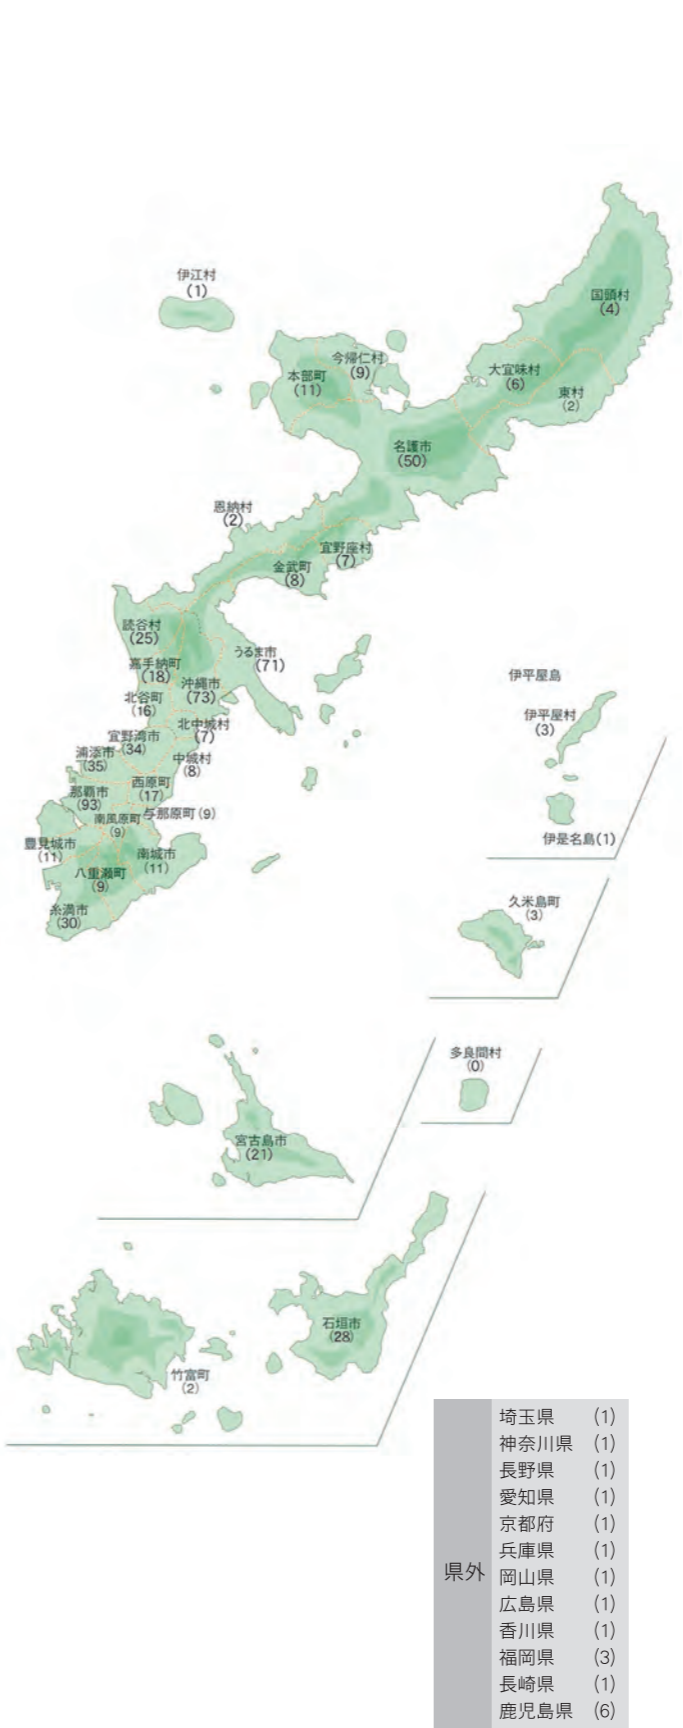 伊江村
(1)
国頭村
(4)
今帰仁村
(9)
本部町
(11)
大宜味村
(6)
東村
(2)
名護市
(50)
恩納村
(2)
宜野座村
(7)
金武町
(8)
読谷村
(25)
うるま市
(71)
嘉手納町
(18)
沖縄市
(73)
北谷町
(16)
北中城村
(7)
宜野湾市
(34)
浦添市
(35)
中城村
(8)
西原町
(17)
那覇市
(93)
南風原町
(9)
与那原町(9)
豊見城市
(11)
南城市
(11)
八重瀬町
(9)
糸満市
(30)
伊平屋島
伊平屋村
(3)
伊是名島(1)
久米島町
(3)
多良間村
(0)
宮古島市
(21)
石垣市
(28)
竹富町
(2)
県外
埼玉県 (1)
神奈川県 (1)
長野県 (1)
愛知県 (1)
京都府 (1)
兵庫県 (1)
岡山県 (1)
広島県 (1)
香川県 (1)
福岡県 (3)
長崎県 (1)
鹿児島県 (6)